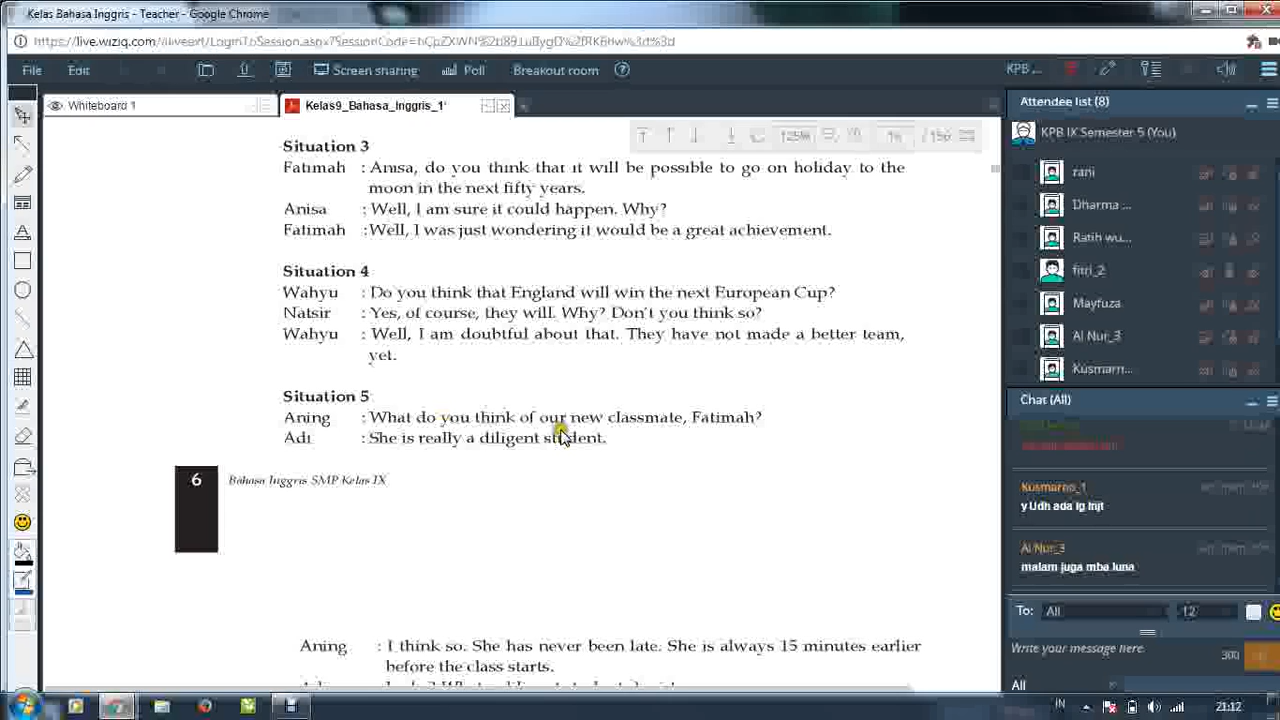 Kelas Bahasa Inggris - Teacher - Google Chrome
File Edit Screen sharing Poll Breakout room KPB ...
Whiteboard 1 Kelas9_Bahasa_Inggris_1
Attendee list (8)
KPB IX Semester 5 (You)
rani
Dharma ...
Ratih wu...
fitri_2
Mayfuza
Al Nur_3
Kusmarn...
125%
Situation 3
Fatimah : Anisa, do you think that it will be possible to go on holiday to the
moon in the next fifty years.
Anisa : Well, I am sure it could happen. Why?
Fatimah : Well, I was just wondering it would be a great achievement.
Situation 4
Wahyu : Do you think that England will win the next European Cup?
Natsir : Yes, of course, they will. Why? Don't you think so?
Wahyu : Well, I am doubtful about that. They have not made a better team,
yet.
Situation 5
Aning : What do you think of our new classmate, Fatimah?
Adi : She is really a diligent student.
6 Bahasa Inggris SMP Kelas IX
Aning : I think so. She has never been late. She is always 15 minutes earlier
before the class starts.
Chat (All)
Kusmarno_1
Al Nur_3
malam juga mba luna
To: All 12
Write your message here.
300
All
IN 21:12